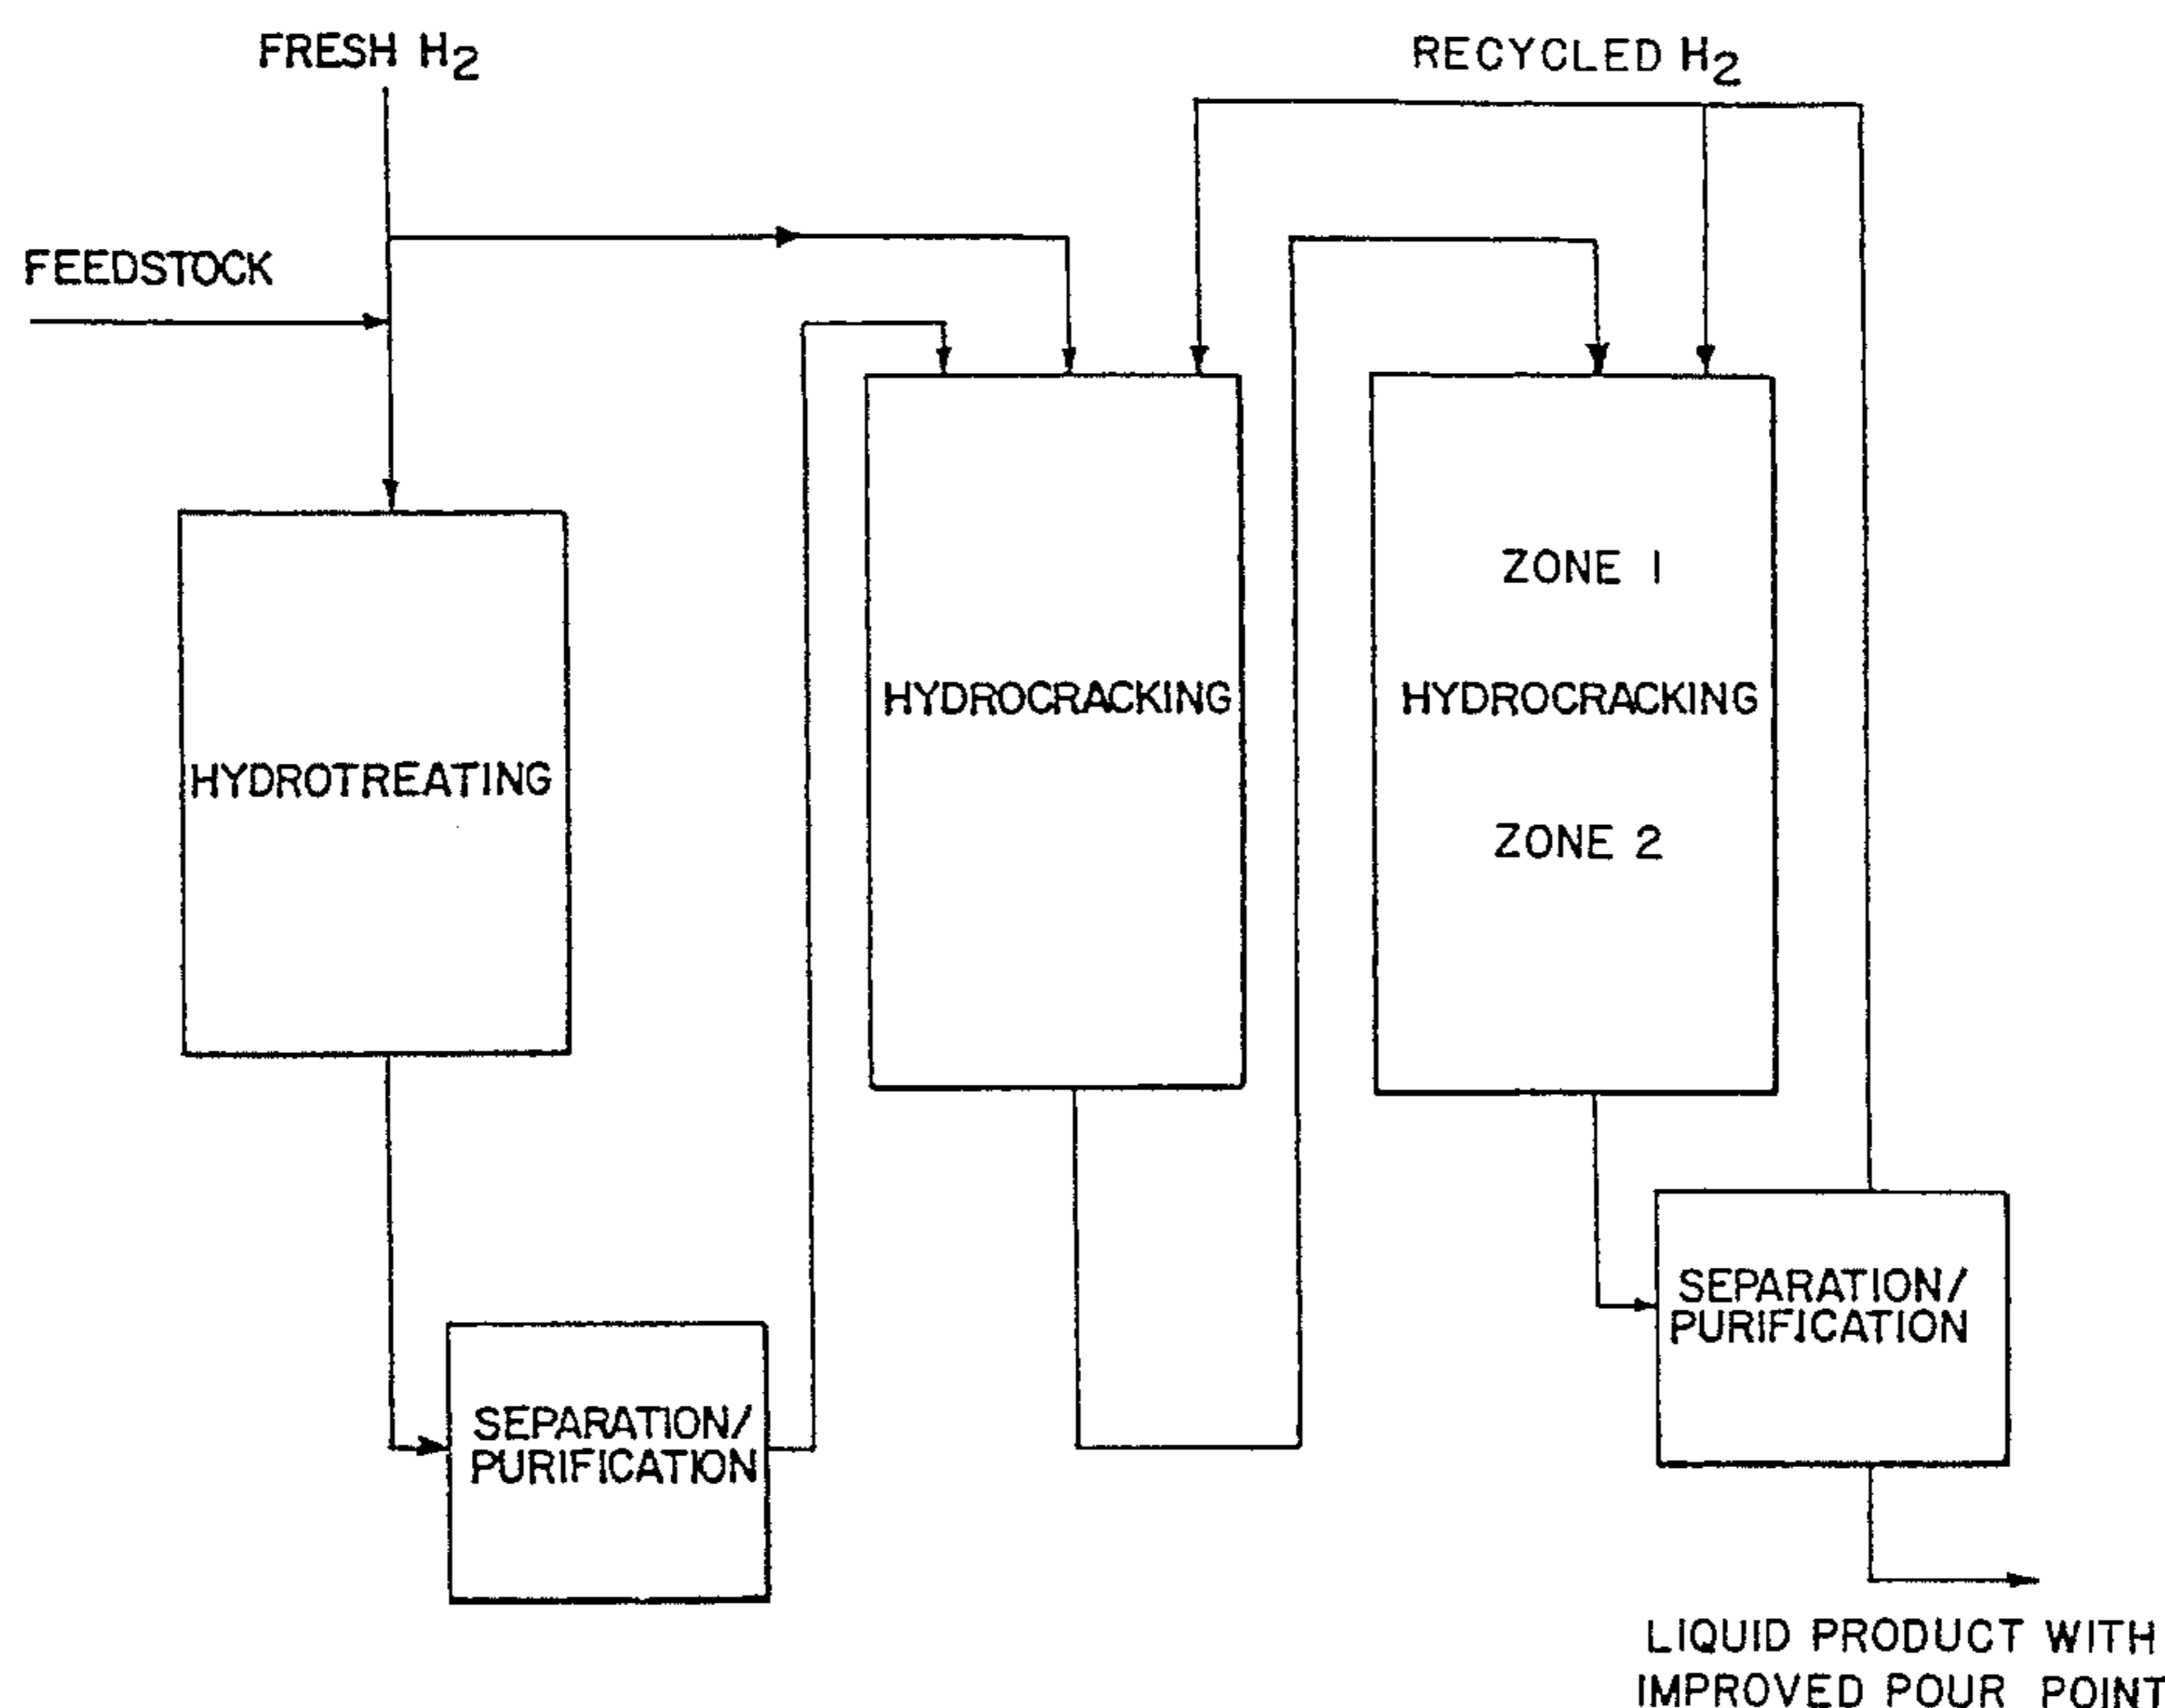 FRESH H2
RECYCLED H2
FEEDSTOCK
HYDROTREATING
HYDROCRACKING
ZONE 1
HYDROCRACKING
ZONE 2
SEPARATION/
PURIFICATION
SEPARATION/
PURIFICATION
LIQUID PRODUCT WITH
IMPROVED POUR POINT